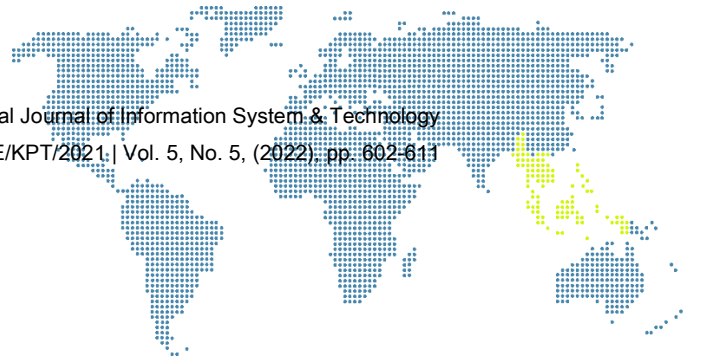 al Journal of Information System & Technology
E/KPT/2021 | Vol. 5, No. 5, (2022), pp. 602-611